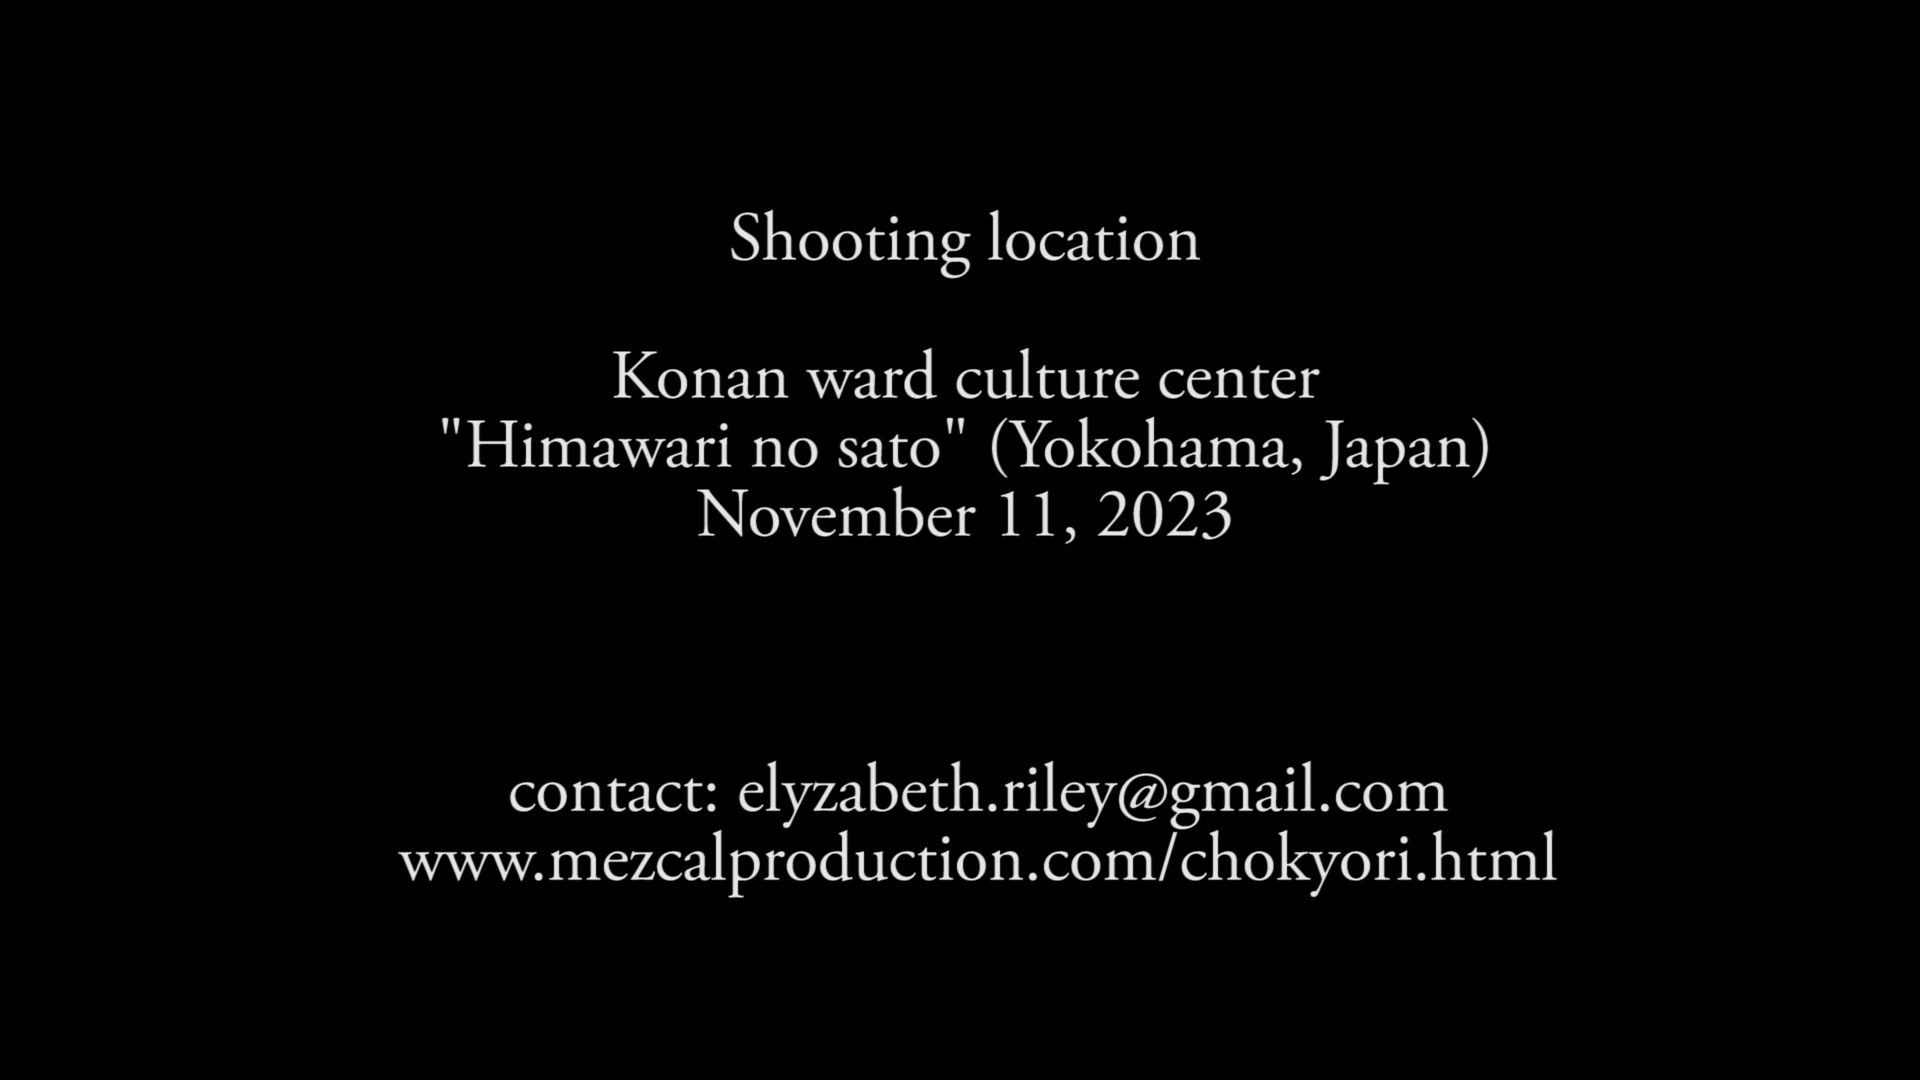 Shooting location
Konan ward culture center
"Himawari no sato" (Yokohama, Japan)
November 11, 2023
contact: elyzabeth.riley@gmail.com
www.mezcalproduction.com/chokyori.html